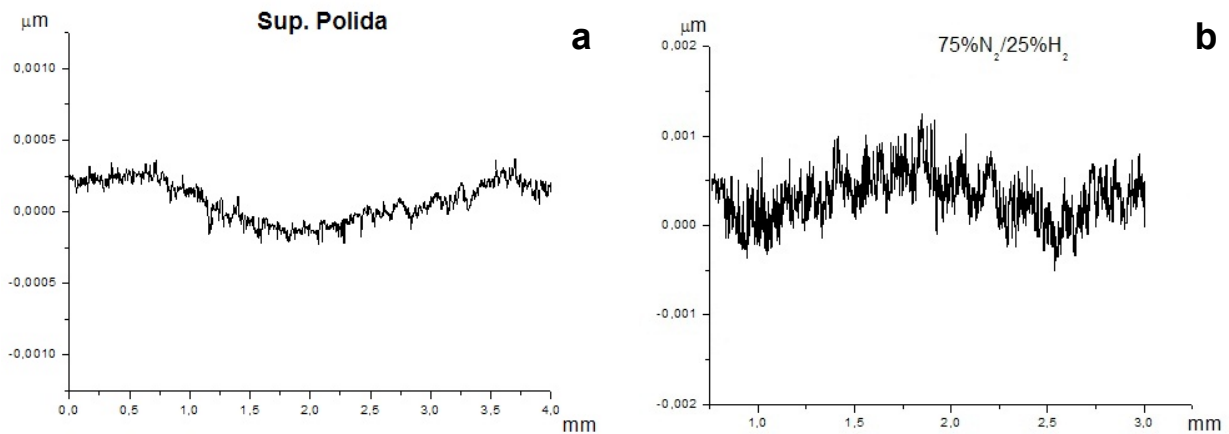 Sup. Polida
a
μm
0,0010
0,0005
0,0000
-0,0005
-0,0010
0,0 0,5 1,0 1,5 2,0 2,5 3,0 3,5 4,0
mm
b
μm
75%N₂/25%H₂
0,002
0,001
0,000
-0,001
-0,002
1,0 1,5 2,0 2,5 3,0
mm